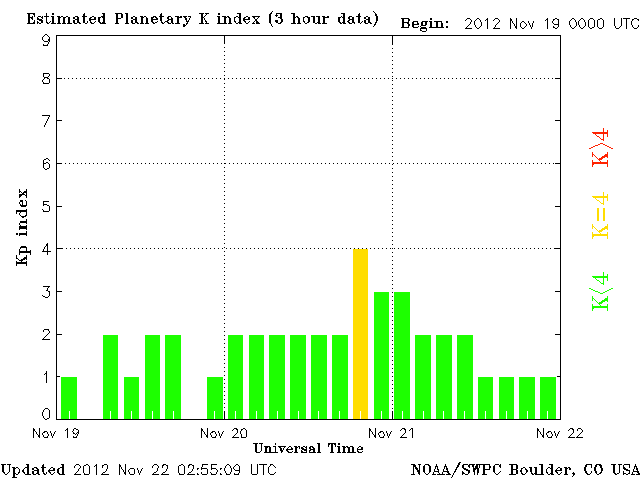 Estimated Planetary K index (3 hour data) Begin: 2012 Nov 19 0000 UTC
9
8
7
6
5
4
3
2
1
0
Kp index
K>4
K=4
K<4
Nov 19 Nov 20 Nov 21 Nov 22
Universal Time
Updated 2012 Nov 22 02:55:09 UTC NOAA/SWPC Boulder, CO USA